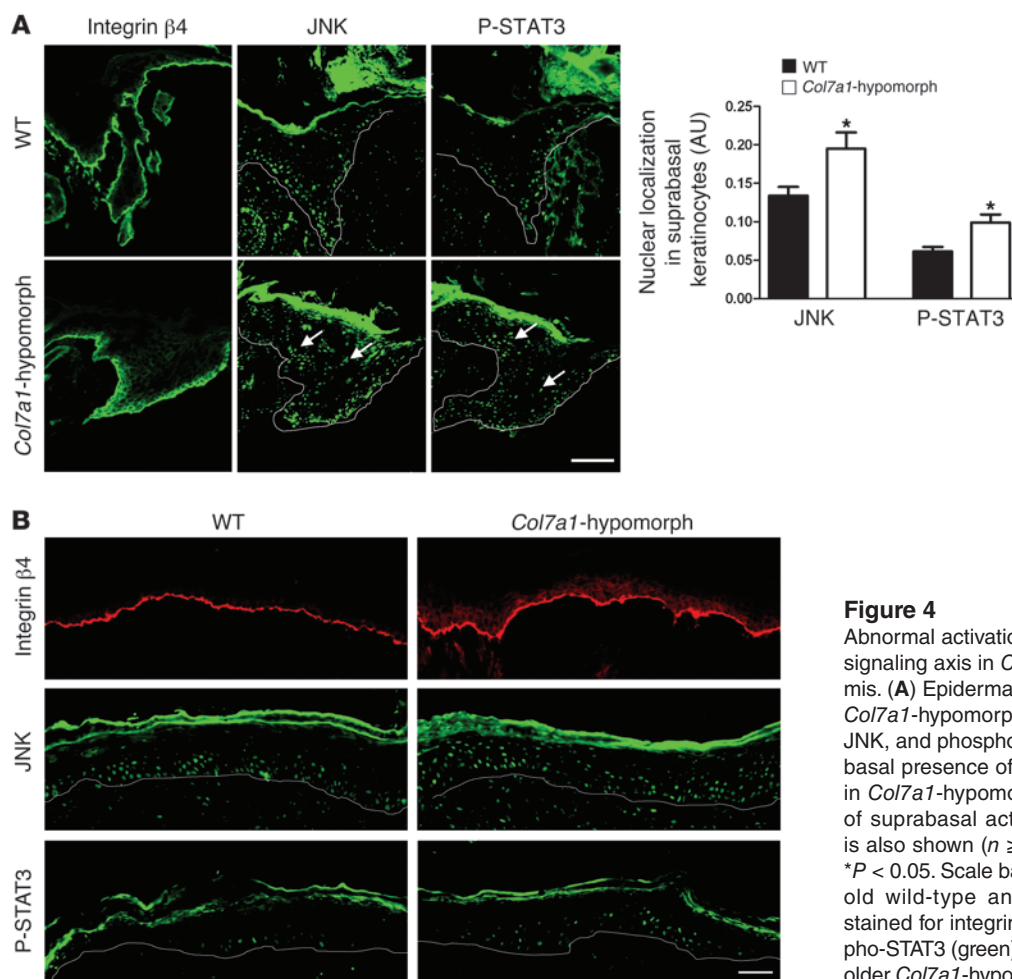 A
Integrin β4
JNK
P-STAT3
WT
Col7a1-hypomorph
WT
Col7a1-hypomorph
Nuclear localization
in suprabasal
keratinocytes (AU)
0.25
0.20
0.15
0.10
0.05
0.00
*
*
JNK
P-STAT3
B
WT
Col7a1-hypomorph
Integrin β4
JNK
P-STAT3
Figure 4
Abnormal activatio
signaling axis in C
mis. (A) Epiderma
Col7a1-hypomorp
JNK, and phospho
basal presence of
in Col7a1-hypomo
of suprabasal act
is also shown (n ≥
*P < 0.05. Scale ba
old wild-type an
stained for integrin
pho-STAT3 (green)
older Col7a1-hypo